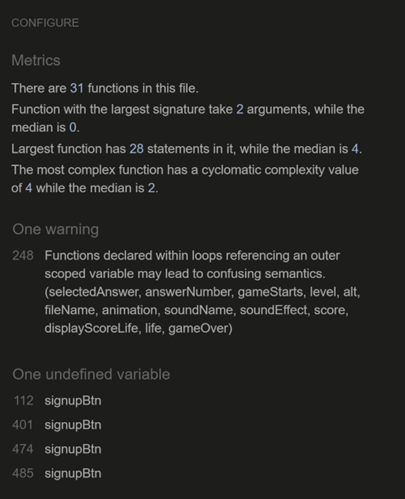 CONFIGURE
Metrics
There are 31 functions in this file.
Function with the largest signature take 2 arguments, while the
median is 0.
Largest function has 28 statements in it, while the median is 4.
The most complex function has a cyclomatic complexity value
of 4 while the median is 2.
One warning
248 Functions declared within loops referencing an outer
scoped variable may lead to confusing semantics.
(selectedAnswer, answerNumber, gameStarts, level, alt,
fileName, animation, soundName, soundEffect, score,
displayScoreLife, life, gameOver)
One undefined variable
112 signupBtn
401 signupBtn
474 signupBtn
485 signupBtn